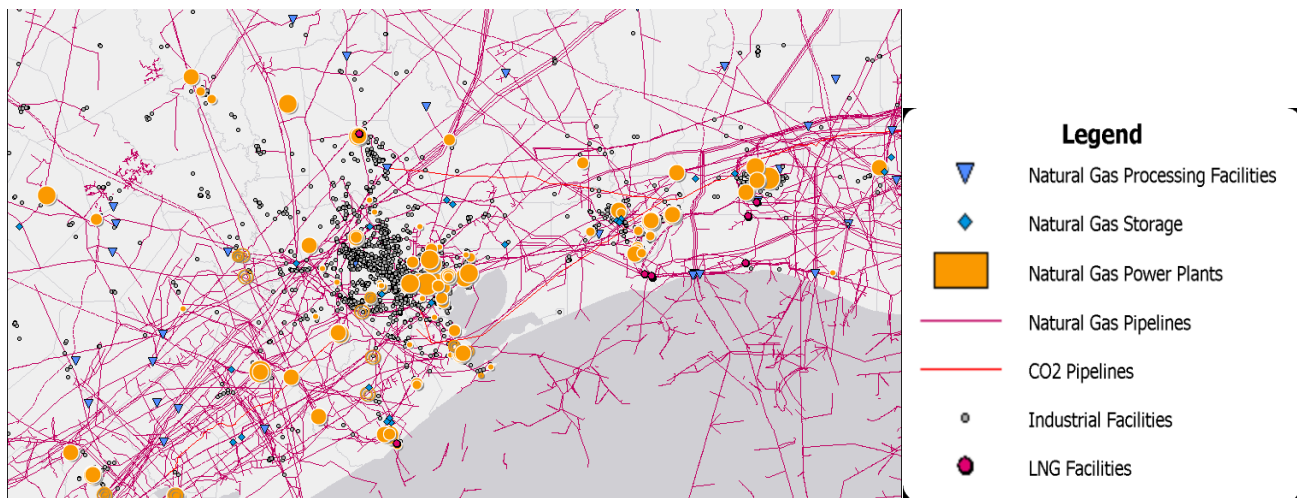 Legend
Natural Gas Processing Facilities
Natural Gas Storage
Natural Gas Power Plants
Natural Gas Pipelines
CO2 Pipelines
Industrial Facilities
LNG Facilities